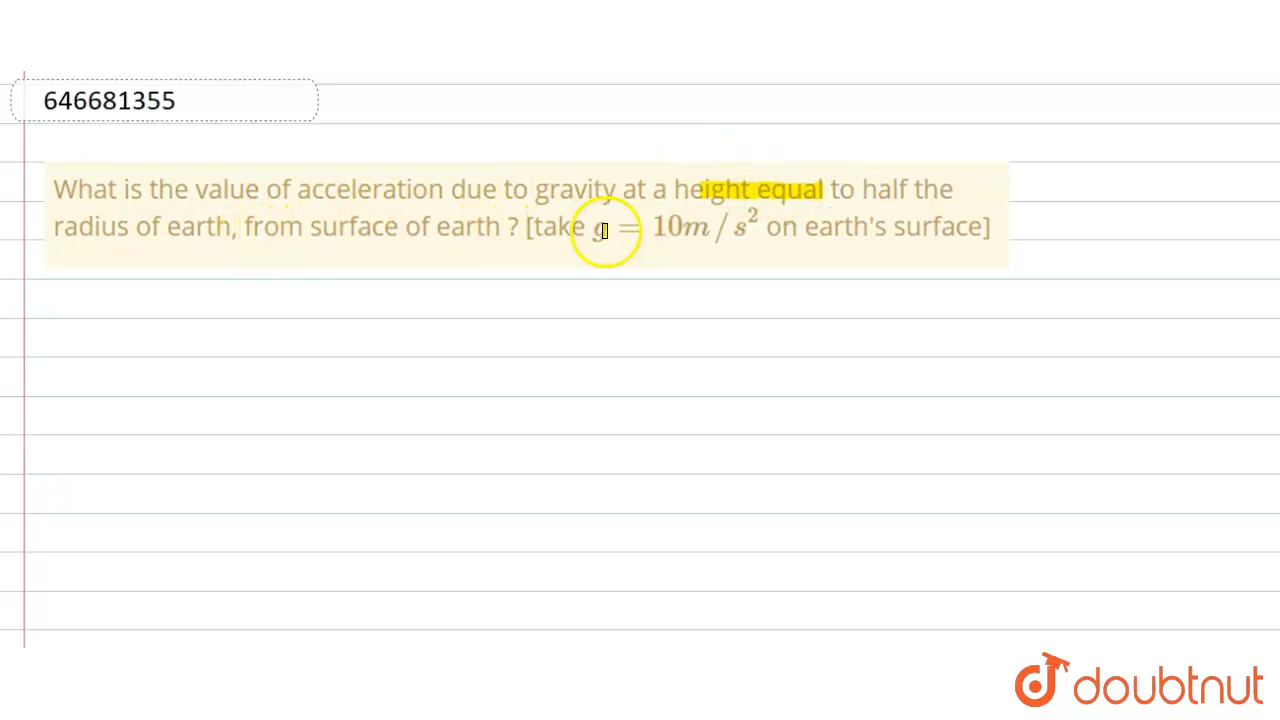 646681355
What is the value of acceleration due to gravity at a height equal to half the
radius of earth, from surface of earth ? [take g = 10m/s² on earth's surface]
doubtnut